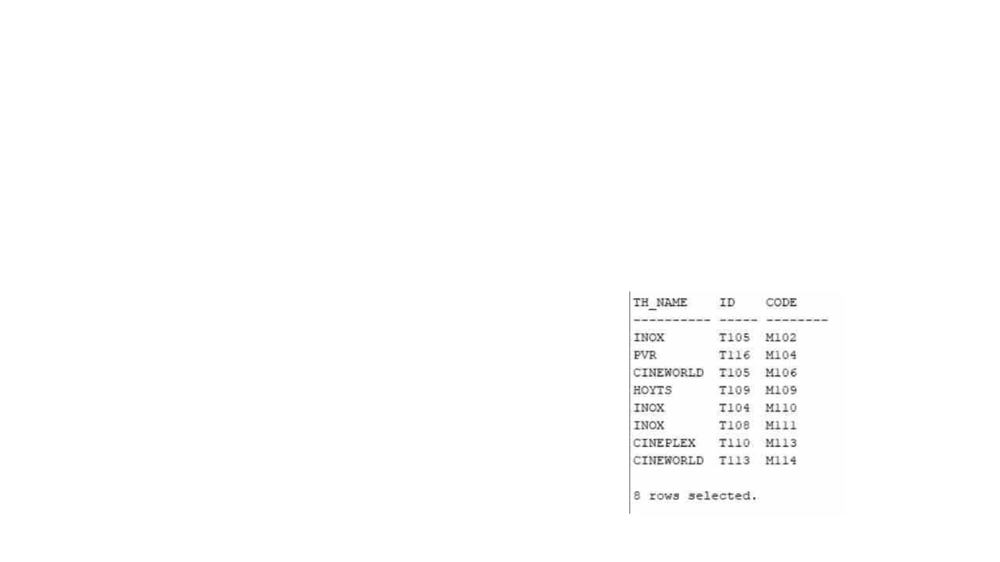 TH_NAME ID CODE
---------- ----- --------
INOX T105 M102
PVR T116 M104
CINEWORLD T105 M106
HOYTS T109 M109
INOX T104 M110
INOX T108 M111
CINEPLEX T110 M113
CINEWORLD T113 M114
8 rows selected.